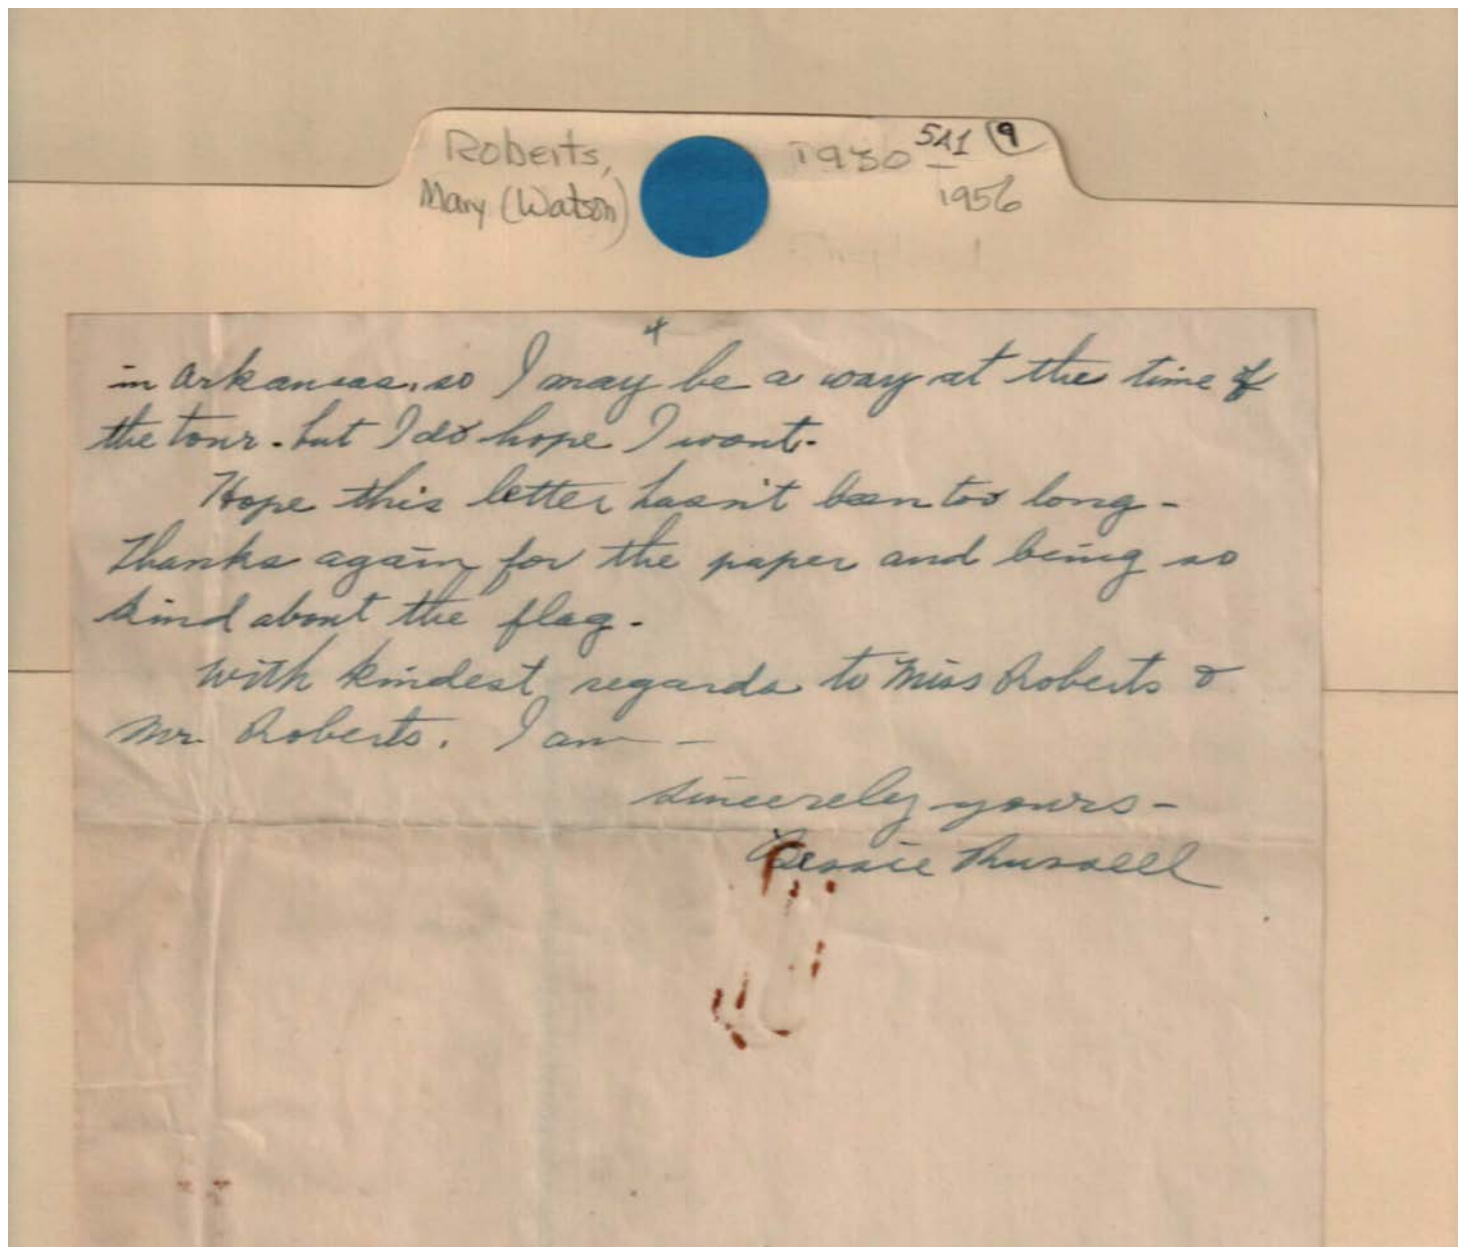 Roberts, 1930 5A1 9
Mary (Watson) - 1956
4
in Arkansas, so I may be a way at the time of
the tour - but I do hope I wont.
Hope this letter hasn't been too long -
Thanks again for the paper and being so
kind about the flag -
With kindest regards to Miss Roberts &
Mr. Roberts. I am -
Sincerely yours -
Bessie Russell